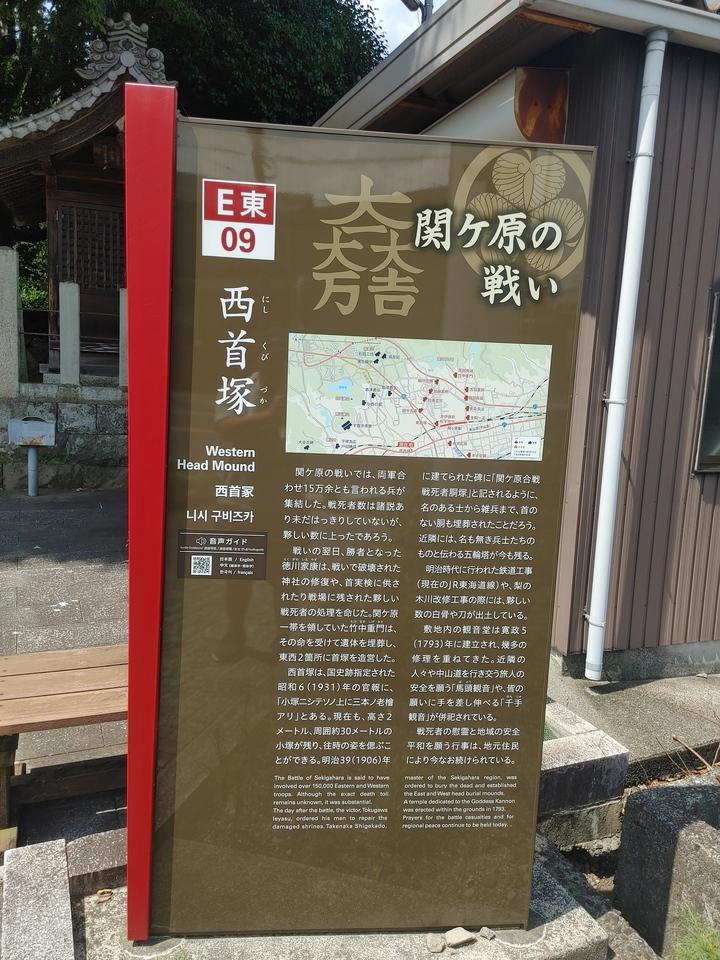 E東
09
大一大万大吉
関ケ原の
戦い
西首塚
にし くび づか
Western
Head Mound
西首冢
니시 구비즈카
音声ガイド
日本語 / English
한국어 / français
関ケ原の戦いでは、両軍合
わせ15万余とも言われる兵が
集結した。戦死者数は諸説あ
り未だはっきりしていないが、
夥しい数に上ったであろう。
戦いの翌日、勝者となった
徳川家康は、戦いで破壊された
神社の修復や、首実検に供さ
れたり戦場に残された夥しい
戦死者の処理を命じた。関ケ原
一帯を領していた竹中重門は、
その命を受けて遺体を埋葬し、
東西2箇所に首塚を造営した。
西首塚は、国史跡指定された
昭和6(1931)年の官報に、
「小塚ニシテソノ上に三本ノ老檜
アリ」とある。現在も、高さ2
メートル、周囲約30メートルの
小塚が残り、往時の姿を偲ぶこ
とができる。明治39(1906)年
に建てられた碑に「関ケ原合戦
戦死者胴塚」と記されるように、
名のある士から雑兵まで、首の
ない胴も埋葬されたことだろう。
近隣には、名も無き兵士たちの
ものと伝わる五輪塔が今も残る。
明治時代に行われた鉄道工事
(現在のJR東海道線)や、梨の
木川改修工事の際には、夥しい
数の白骨や刀が出土している。
敷地内の観音堂は寛政5
(1793)年に建立され、幾多の
修理を重ねてきた。近隣の
人々や中山道を行き交う旅人の
安全を願う「馬頭観音」や、皆の
願いに手を差し伸べる「千手
観音」が併祀されている。
戦死者の慰霊と地域の安全
平和を願う行事は、地元住民
により今なお続けられている。
The Battle of Sekigahara is said to have
involved over 150,000 Eastern and Western
troops. Although the exact death toll
remains unknown, it was substantial.
The day after the battle, the victor, Tokugawa
Ieyasu, ordered his men to repair the
damaged shrines. Takenaka Shigekado,
master of the Sekigahara region, was
ordered to bury the dead and established
the East and West head burial mounds.
A temple dedicated to the Goddess Kannon
was erected within the grounds in 1793.
Prayers for the battle casualties and for
regional peace continue to be held today.